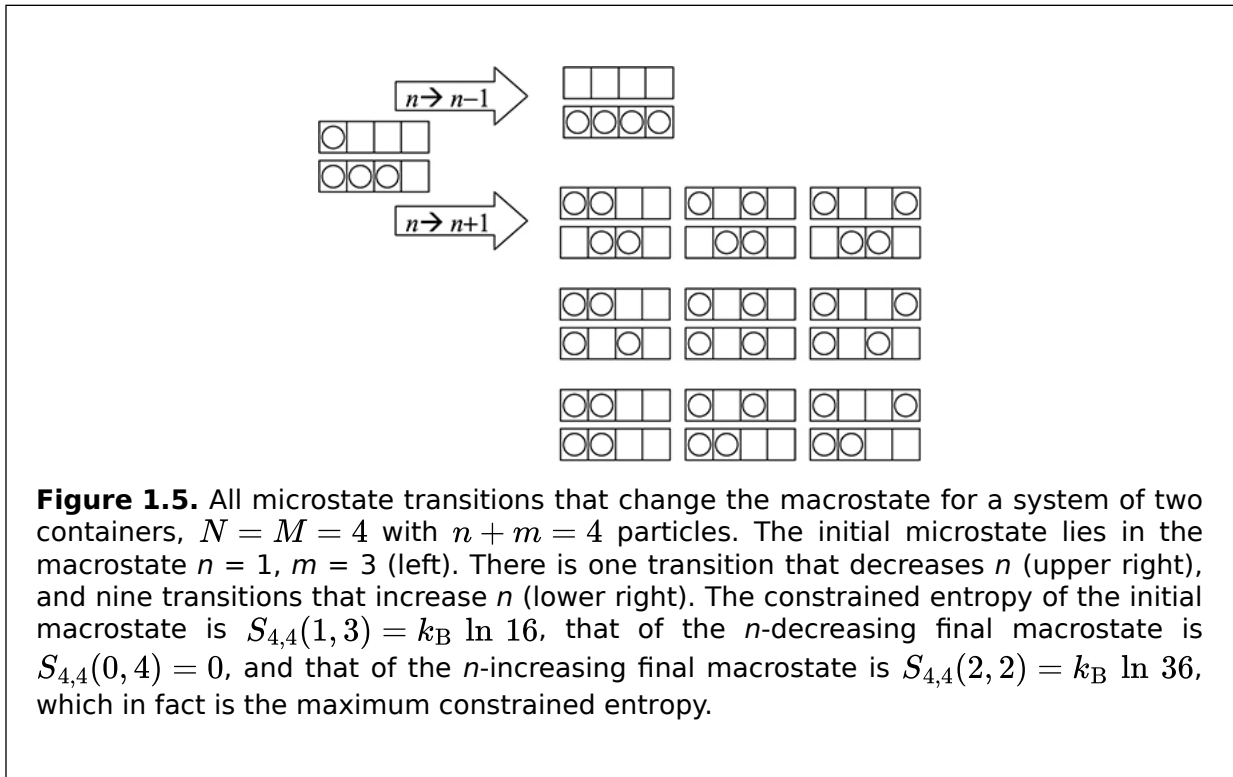 n→ n−1
n→ n+1
Figure 1.5. All microstate transitions that change the macrostate for a system of two
containers, N = M = 4 with n + m = 4 particles. The initial microstate lies in the
macrostate n = 1, m = 3 (left). There is one transition that decreases n (upper right),
and nine transitions that increase n (lower right). The constrained entropy of the initial
macrostate is S₄,₄(1, 3) = k_B ln 16, that of the n-decreasing final macrostate is
S₄,₄(0, 4) = 0, and that of the n-increasing final macrostate is S₄,₄(2, 2) = k_B ln 36,
which in fact is the maximum constrained entropy.